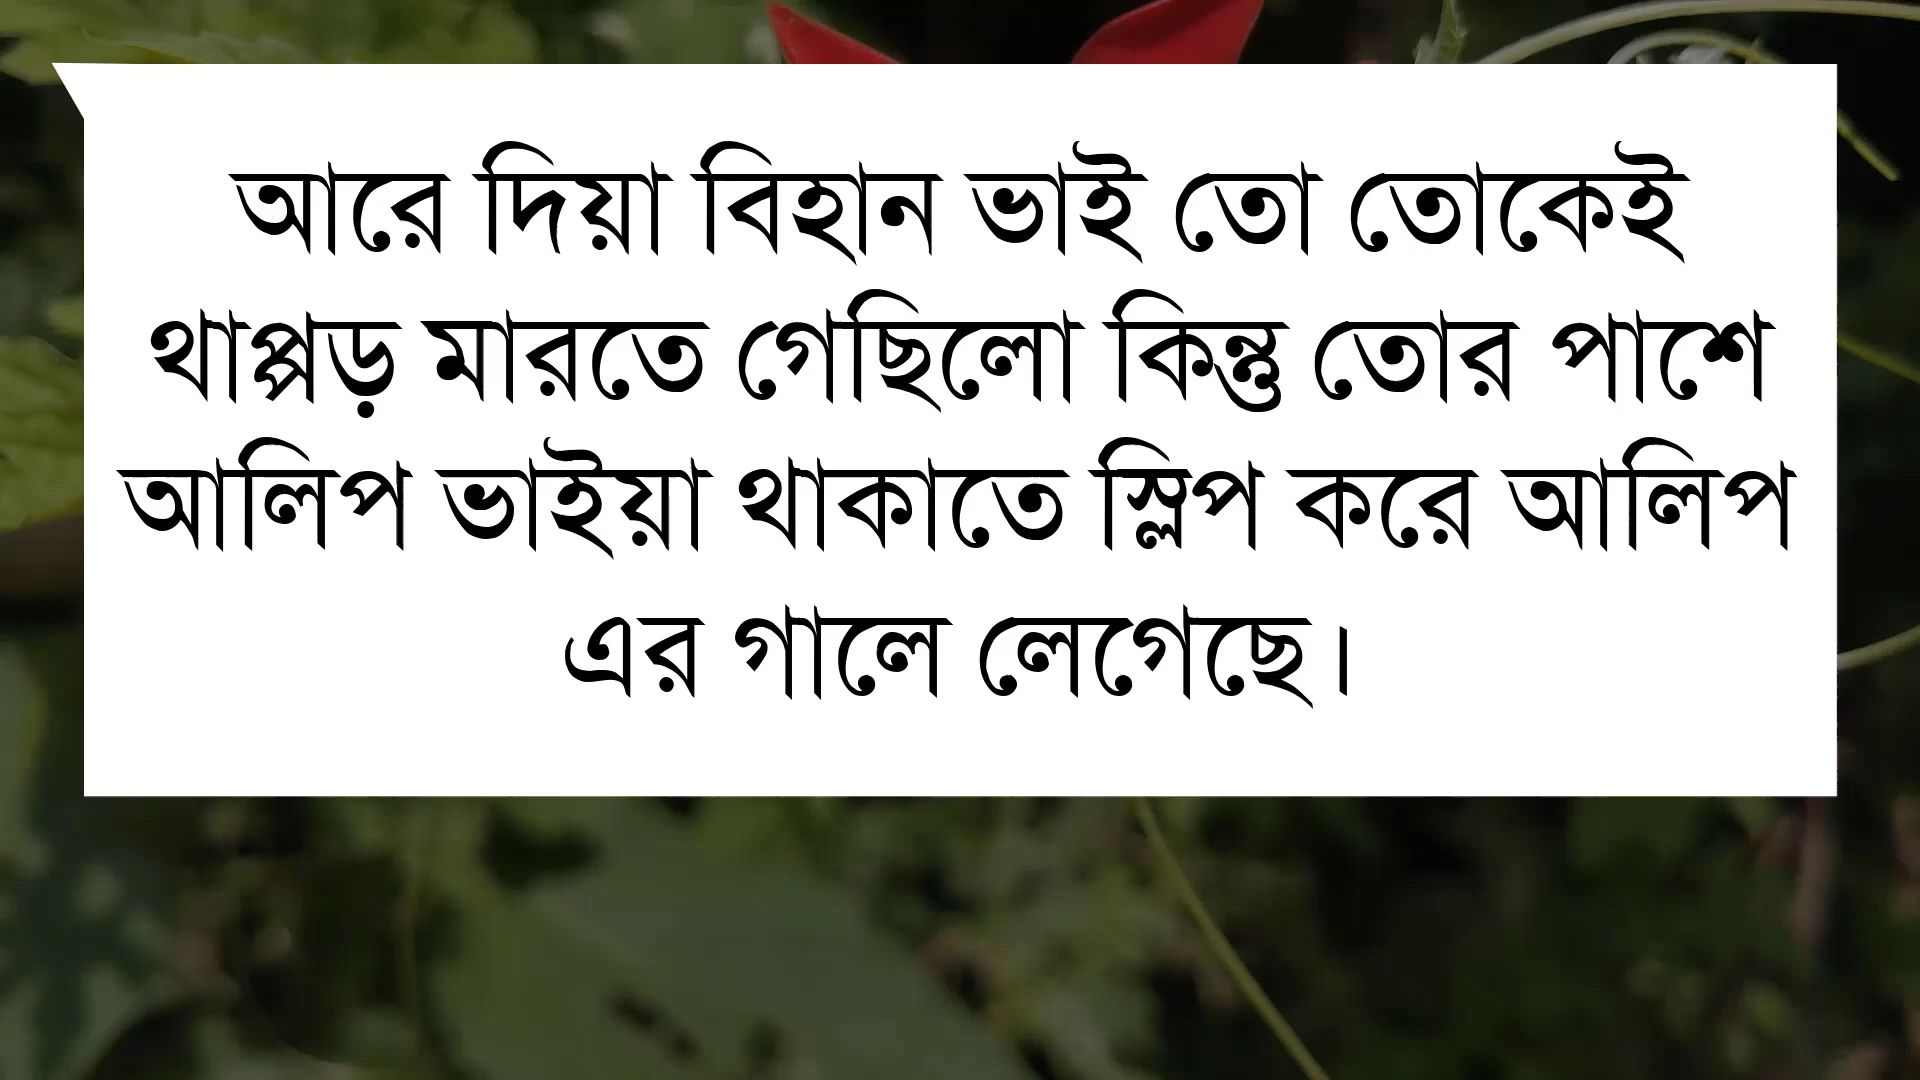 আরে দিয়া বিহান ভাই তো তোকেই
থাপ্পড় মারতে গেছিলো কিন্তু তোর পাশে
আলিপ ভাইয়া থাকাতে স্লিপ করে আলিপ
এর গালে লেগেছে।